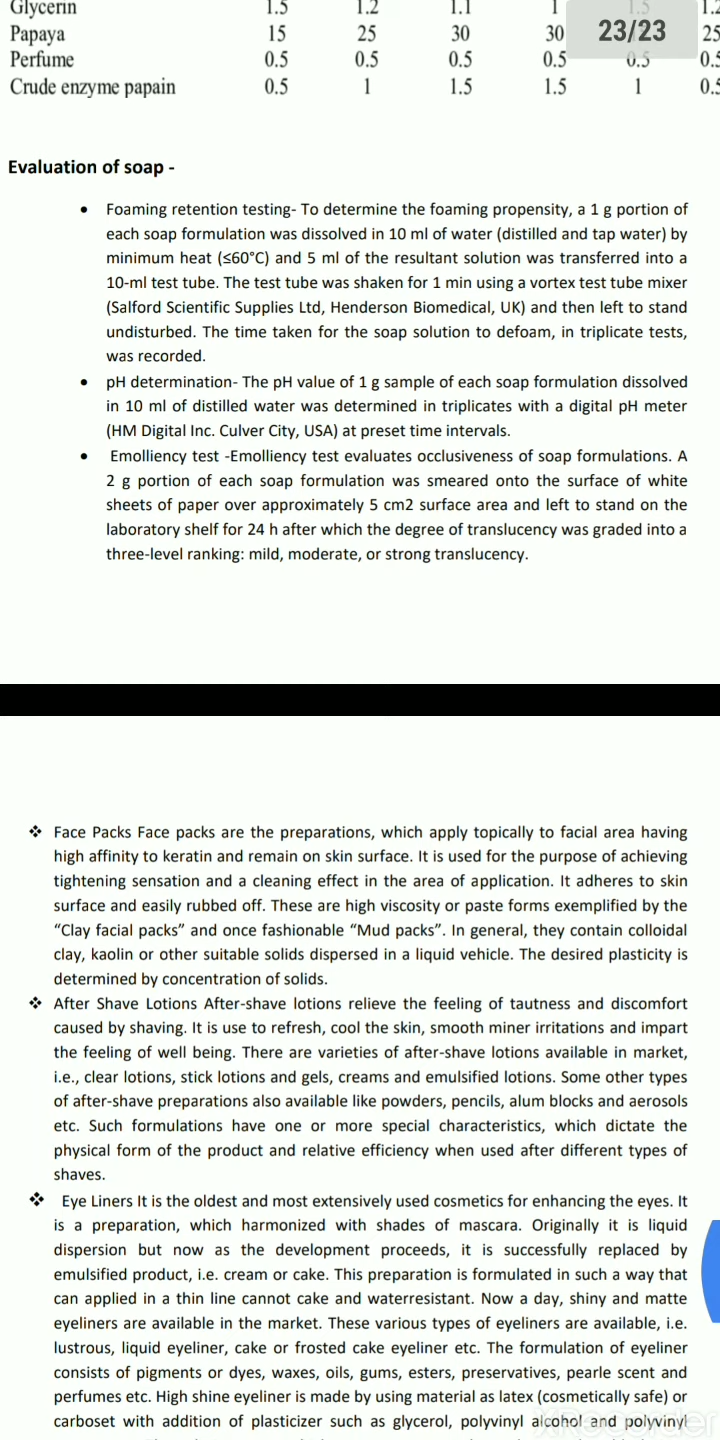 Glycerin 1.5 1.2 1.1 1 1.5 1.2
Papaya 15 25 30 30 25
23/23
Perfume 0.5 0.5 0.5 0.5 0.5 0.5
Crude enzyme papain 0.5 1 1.5 1.5 1 0.5
Evaluation of soap -
• Foaming retention testing- To determine the foaming propensity, a 1 g portion of
each soap formulation was dissolved in 10 ml of water (distilled and tap water) by
minimum heat (≤60°C) and 5 ml of the resultant solution was transferred into a
10-ml test tube. The test tube was shaken for 1 min using a vortex test tube mixer
(Salford Scientific Supplies Ltd, Henderson Biomedical, UK) and then left to stand
undisturbed. The time taken for the soap solution to defoam, in triplicate tests,
was recorded.
• pH determination- The pH value of 1 g sample of each soap formulation dissolved
in 10 ml of distilled water was determined in triplicates with a digital pH meter
(HM Digital Inc. Culver City, USA) at preset time intervals.
• Emolliency test -Emolliency test evaluates occlusiveness of soap formulations. A
2 g portion of each soap formulation was smeared onto the surface of white
sheets of paper over approximately 5 cm2 surface area and left to stand on the
laboratory shelf for 24 h after which the degree of translucency was graded into a
three-level ranking: mild, moderate, or strong translucency.
❖ Face Packs Face packs are the preparations, which apply topically to facial area having
high affinity to keratin and remain on skin surface. It is used for the purpose of achieving
tightening sensation and a cleaning effect in the area of application. It adheres to skin
surface and easily rubbed off. These are high viscosity or paste forms exemplified by the
“Clay facial packs” and once fashionable “Mud packs”. In general, they contain colloidal
clay, kaolin or other suitable solids dispersed in a liquid vehicle. The desired plasticity is
determined by concentration of solids.
❖ After Shave Lotions After-shave lotions relieve the feeling of tautness and discomfort
caused by shaving. It is use to refresh, cool the skin, smooth miner irritations and impart
the feeling of well being. There are varieties of after-shave lotions available in market,
i.e., clear lotions, stick lotions and gels, creams and emulsified lotions. Some other types
of after-shave preparations also available like powders, pencils, alum blocks and aerosols
etc. Such formulations have one or more special characteristics, which dictate the
physical form of the product and relative efficiency when used after different types of
shaves.
❖ Eye Liners It is the oldest and most extensively used cosmetics for enhancing the eyes. It
is a preparation, which harmonized with shades of mascara. Originally it is liquid
dispersion but now as the development proceeds, it is successfully replaced by
emulsified product, i.e. cream or cake. This preparation is formulated in such a way that
can applied in a thin line cannot cake and waterresistant. Now a day, shiny and matte
eyeliners are available in the market. These various types of eyeliners are available, i.e.
lustrous, liquid eyeliner, cake or frosted cake eyeliner etc. The formulation of eyeliner
consists of pigments or dyes, waxes, oils, gums, esters, preservatives, pearle scent and
perfumes etc. High shine eyeliner is made by using material as latex (cosmetically safe) or
carboset with addition of plasticizer such as glycerol, polyvinyl alcohol and polyvinyl
XRecorder